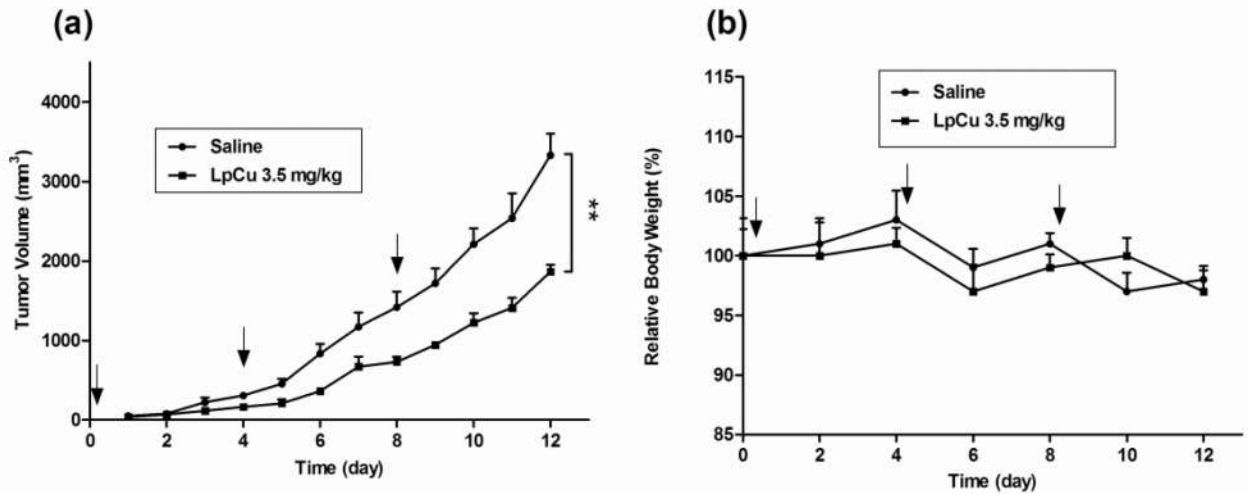 (a)
4000
3000
2000
1000
0
Tumor Volume (mm³)
Saline
LpCu 3.5 mg/kg
**
0 2 4 6 8 10 12
Time (day)
(b)
115
110
105
100
95
90
85
Relative Body Weight (%)
Saline
LpCu 3.5 mg/kg
0 2 4 6 8 10 12
Time (day)